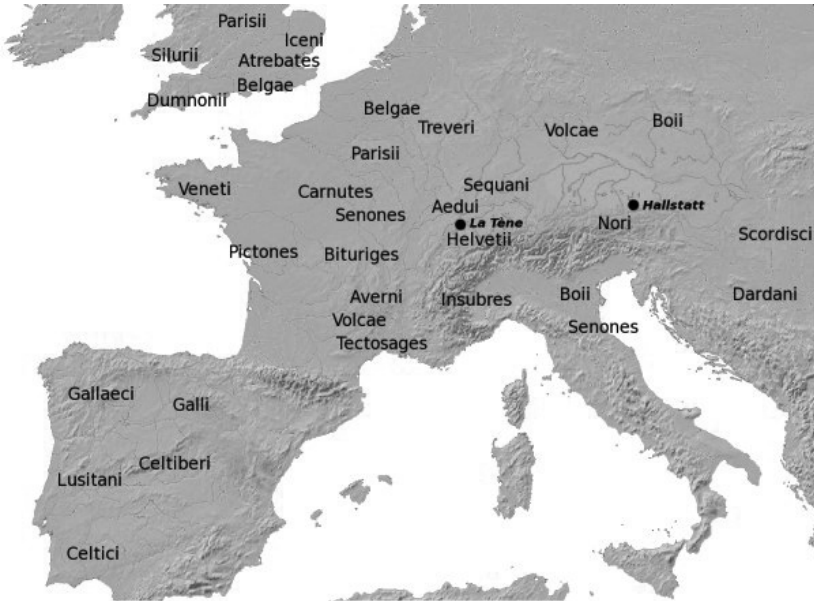 Parisii
Iceni
Silurii
Atrebates
Belgae
Dumnonii
Belgae
Treveri
Volcae
Boii
Parisii
Sequani
Veneti
Carnutes
Aedui
Hallstatt
Senones
La Tène
Nori
Helvetii
Scordisci
Pictones
Bituriges
Averni
Insubres
Boii
Dardani
Volcae
Tectosages
Senones
Gallaeci
Galli
Celtiberi
Lusitani
Celtici